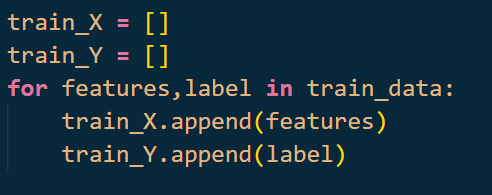 train_X = []
train_Y = []
for features,label in train_data:
    train_X.append(features)
    train_Y.append(label)